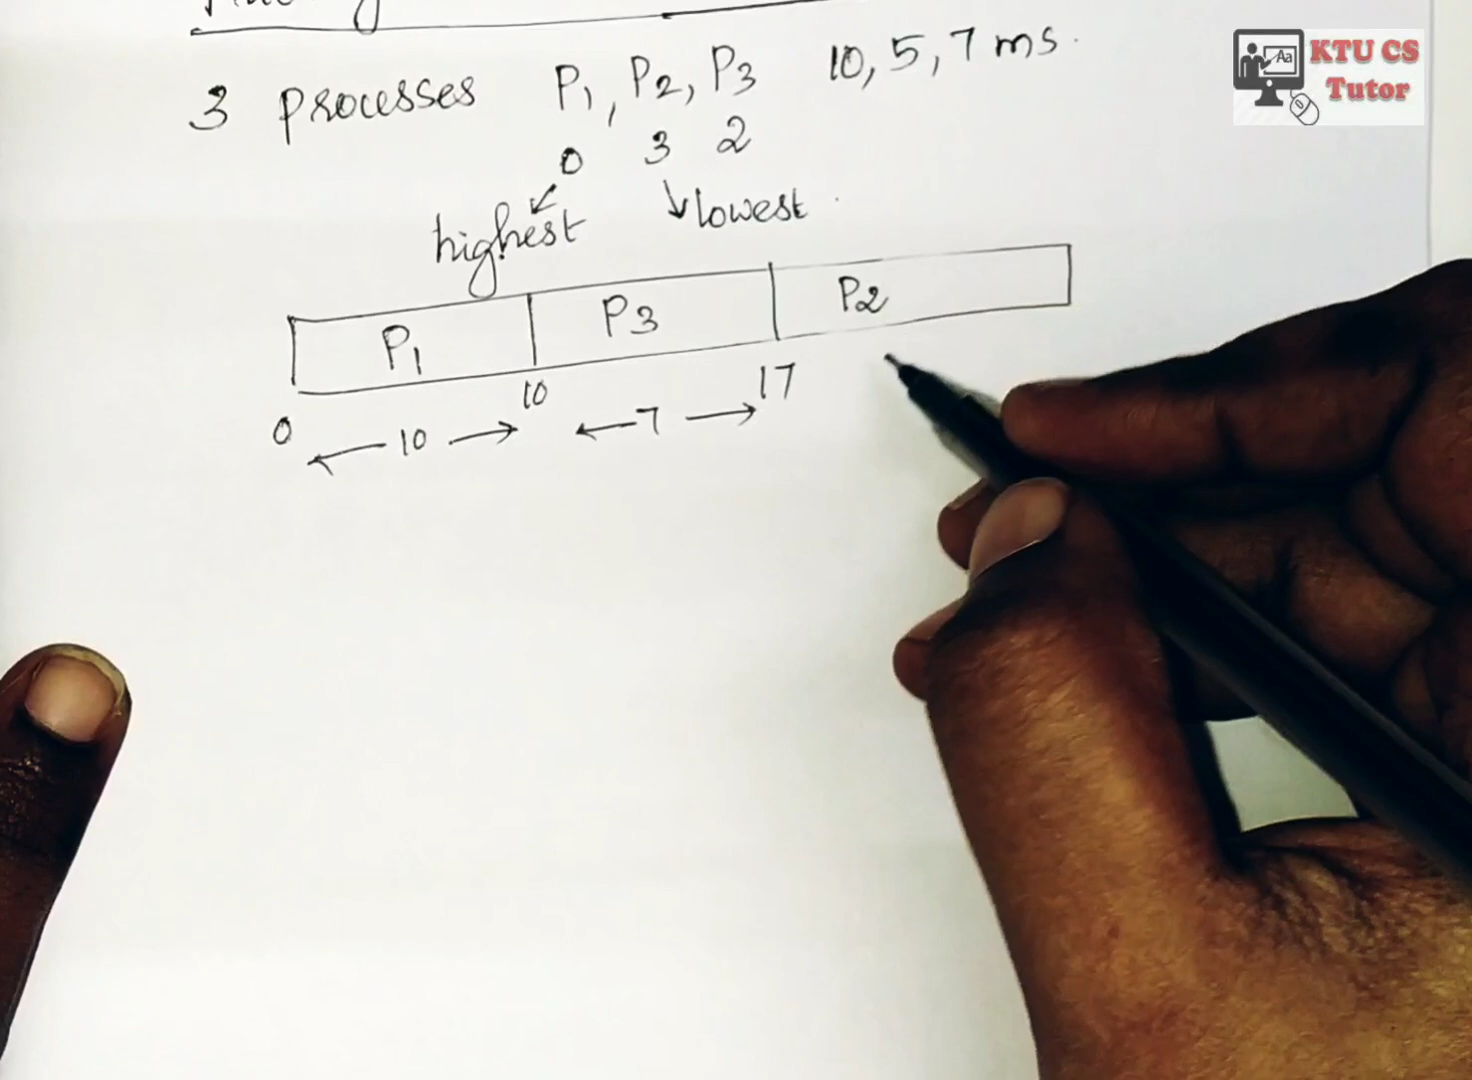 3 processes P1, P2, P3 10, 5, 7 ms.
0 3 2
highest lowest
P1 P3 P2
0 10 17
10 7
KTU CS
Tutor
Aa